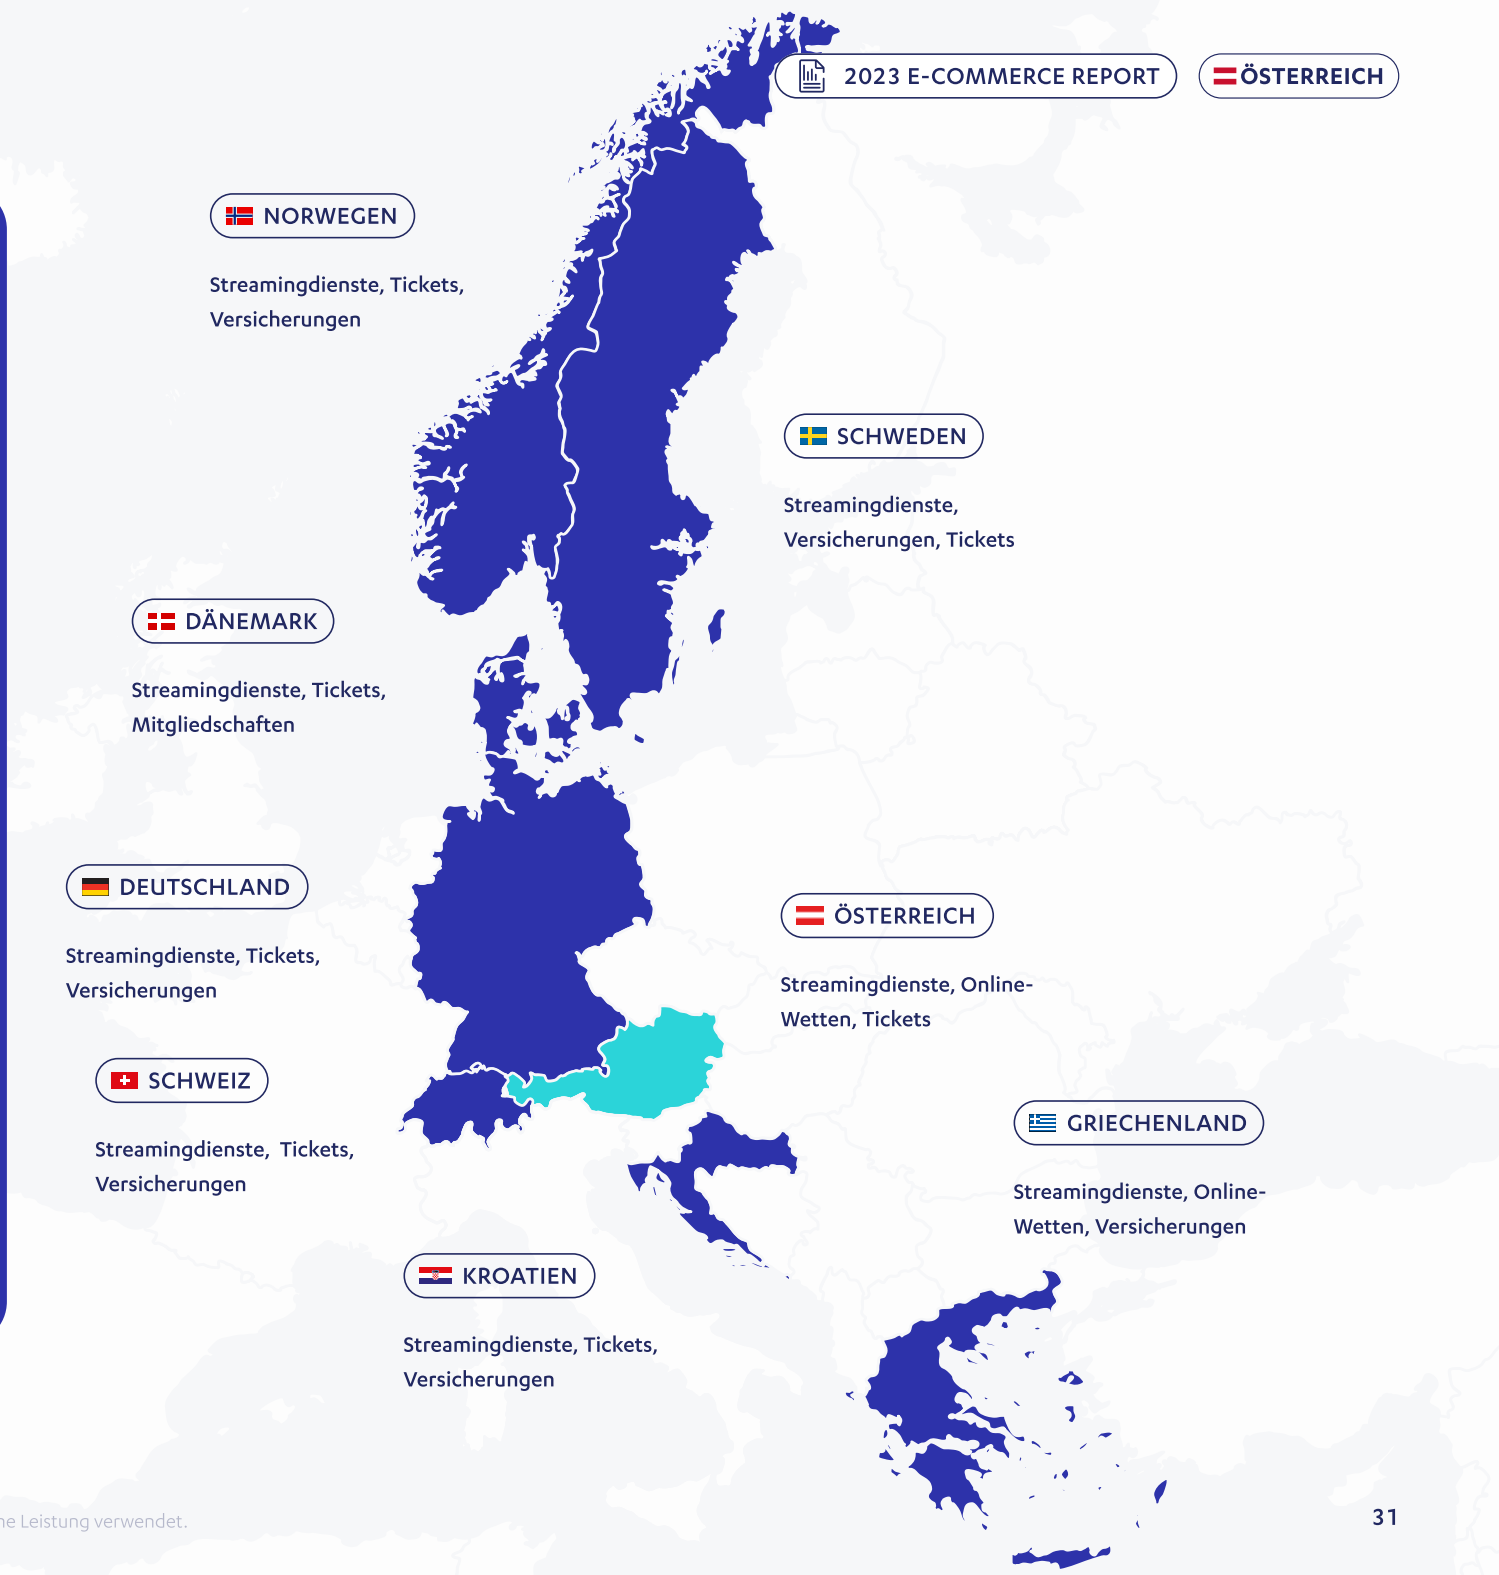 2023 E-COMMERCE REPORT
ÖSTERREICH
NORWEGEN
Streamingdienste, Tickets,
Versicherungen
SCHWEDEN
Streamingdienste,
Versicherungen, Tickets
DÄNEMARK
Streamingdienste, Tickets,
Mitgliedschaften
DEUTSCHLAND
Streamingdienste, Tickets,
Versicherungen
ÖSTERREICH
Streamingdienste, Online-
Wetten, Tickets
SCHWEIZ
Streamingdienste, Tickets,
Versicherungen
GRIECHENLAND
Streamingdienste, Online-
Wetten, Versicherungen
KROATIEN
Streamingdienste, Tickets,
Versicherungen
Leistung verwendet.
31